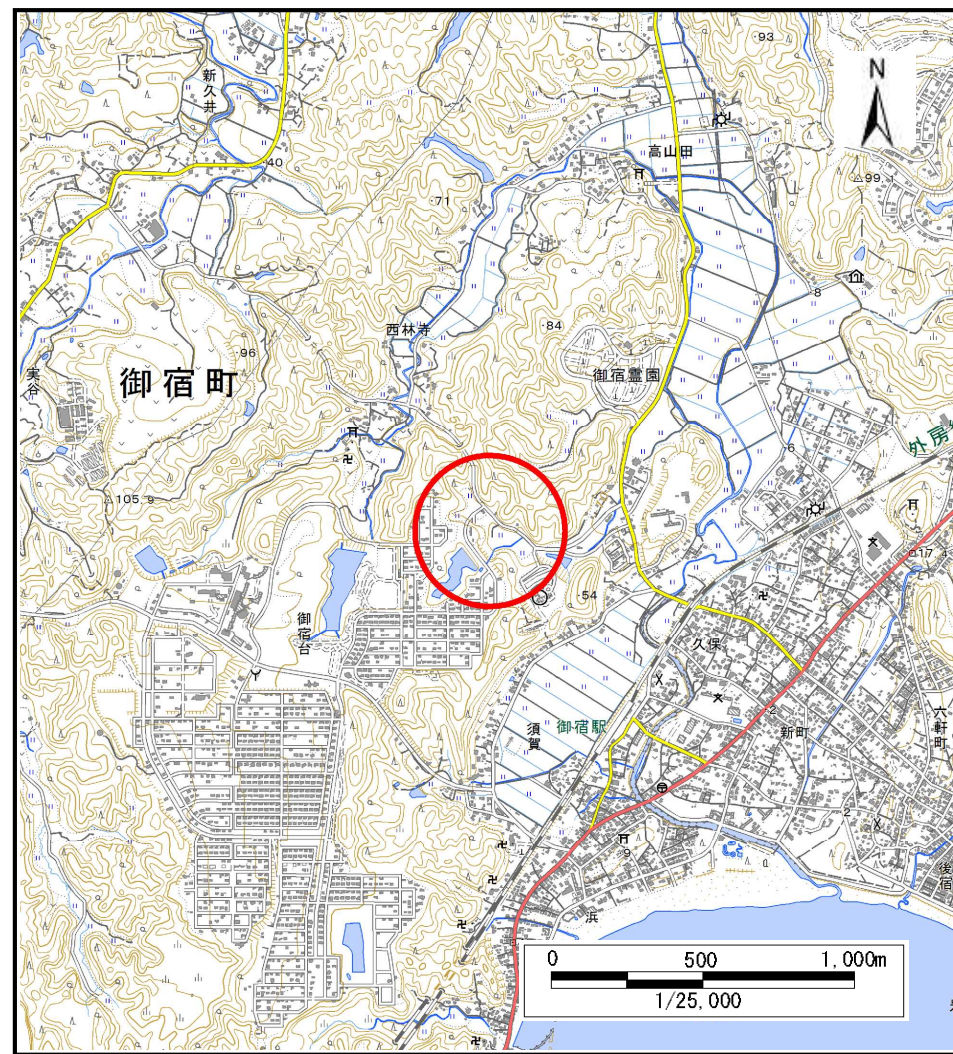 93
新久井
N
高山田
40
99.1
71
8
西林寺
84
96
御宿霊園
実谷
御宿町
外房
6
105.9
17.4
54
御宿台
久保
2
六軒町
須賀
御宿駅
新町
2
9
後宿
浜
0 500 1,000m
1/25,000